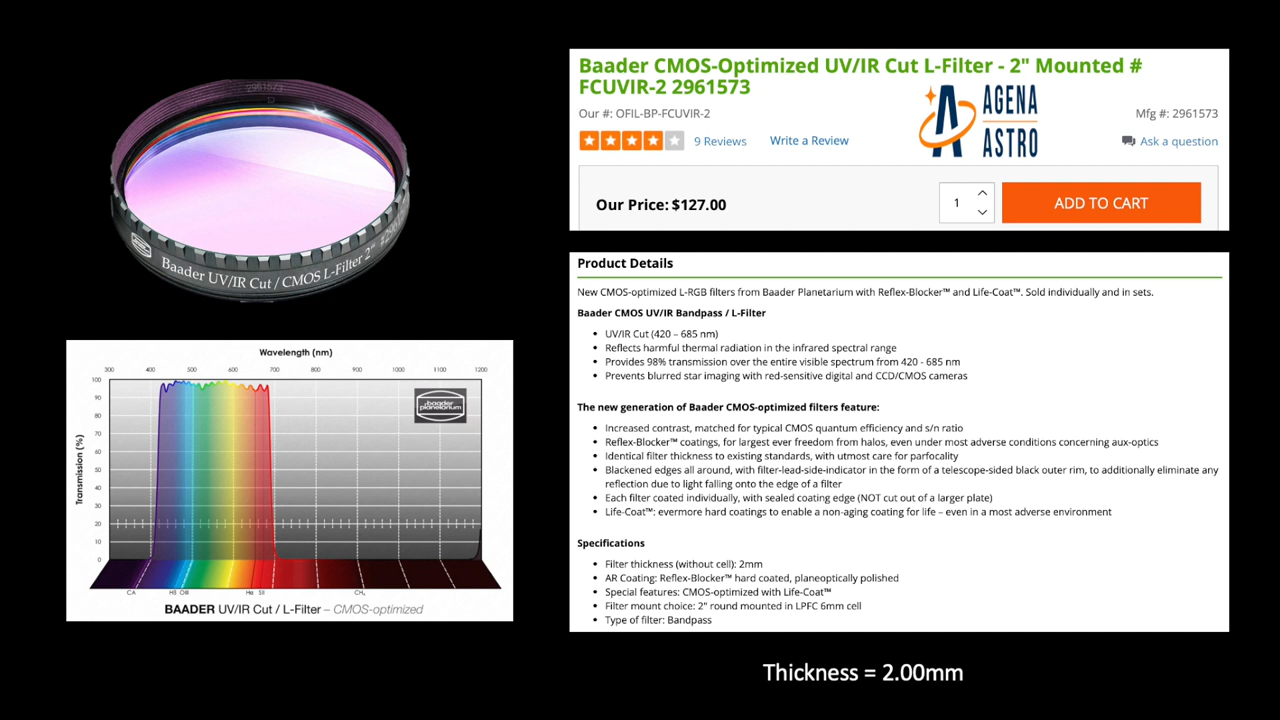 2961573
Baader UV/IR Cut / CMOS L-Filter 2"
Wavelength (nm)
300 400 500 600 700 800 900 1000 1100 1200
Transmission (%)
100
90
80
70
60
50
40
30
20
10
0
baader
planetarium
CA Hß OIII Hα SII CH₄
BAADER UV/IR Cut / L-Filter – CMOS-optimized
Baader CMOS-Optimized UV/IR Cut L-Filter - 2" Mounted #
FCUVIR-2 2961573
AGENA
ASTRO
Our #: OFIL-BP-FCUVIR-2
Mfg #: 2961573
9 Reviews Write a Review
Ask a question
Our Price: $127.00
1
ADD TO CART
Product Details
New CMOS-optimized L-RGB filters from Baader Planetarium with Reflex-Blocker™ and Life-Coat™. Sold individually and in sets.
Baader CMOS UV/IR Bandpass / L-Filter
• UV/IR Cut (420 – 685 nm)
• Reflects harmful thermal radiation in the infrared spectral range
• Provides 98% transmission over the entire visible spectrum from 420 - 685 nm
• Prevents blurred star imaging with red-sensitive digital and CCD/CMOS cameras
The new generation of Baader CMOS-optimized filters feature:
• Increased contrast, matched for typical CMOS quantum efficiency and s/n ratio
• Reflex-Blocker™ coatings, for largest ever freedom from halos, even under most adverse conditions concerning aux-optics
• Identical filter thickness to existing standards, with utmost care for parfocality
• Blackened edges all around, with filter-lead-side-indicator in the form of a telescope-sided black outer rim, to additionally eliminate any
reflection due to light falling onto the edge of a filter
• Each filter coated individually, with sealed coating edge (NOT cut out of a larger plate)
• Life-Coat™: evermore hard coatings to enable a non-aging coating for life – even in a most adverse environment
Specifications
• Filter thickness (without cell): 2mm
• AR Coating: Reflex-Blocker™ hard coated, planeoptically polished
• Special features: CMOS-optimized with Life-Coat™
• Filter mount choice: 2" round mounted in LPFC 6mm cell
• Type of filter: Bandpass
Thickness = 2.00mm